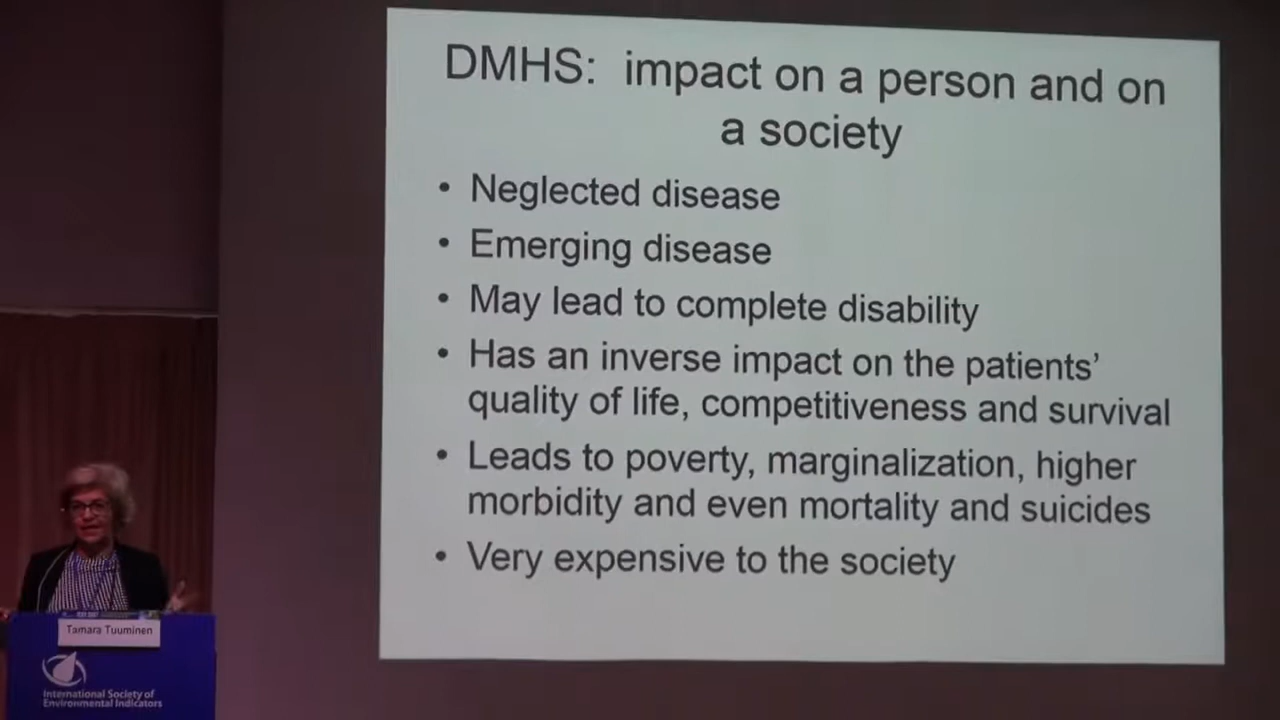 DMHS: impact on a person and on
a society
• Neglected disease
• Emerging disease
• May lead to complete disability
• Has an inverse impact on the patients'
quality of life, competitiveness and survival
• Leads to poverty, marginalization, higher
morbidity and even mortality and suicides
• Very expensive to the society
Tamara Tuuminen
International Society of
Environmental Indicators